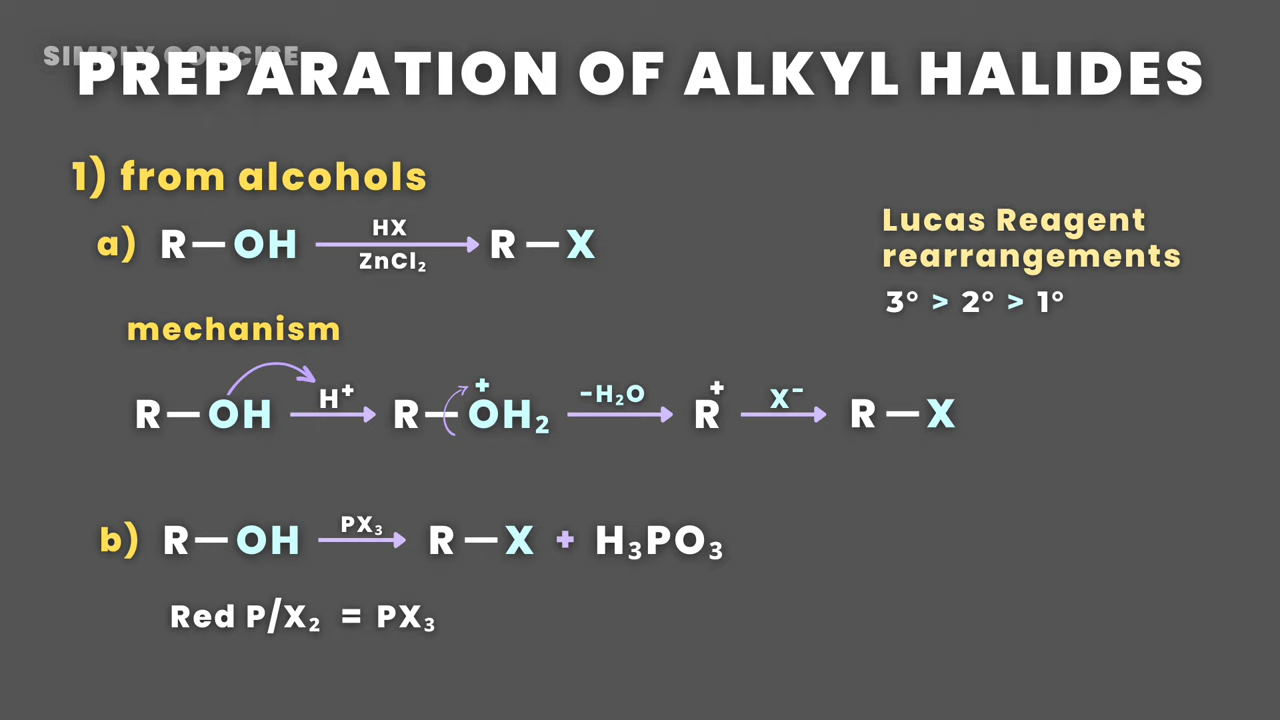 SIMPLY CONCISE
PREPARATION OF ALKYL HALIDES
1) from alcohols
a) R—OH HX ZnCl₂ R—X
Lucas Reagent
rearrangements
3° > 2° > 1°
mechanism
R—OH H⁺ R—OH₂ + -H₂O R + X⁻ R—X
b) R—OH PX₃ R—X + H₃PO₃
Red P/X₂ = PX₃